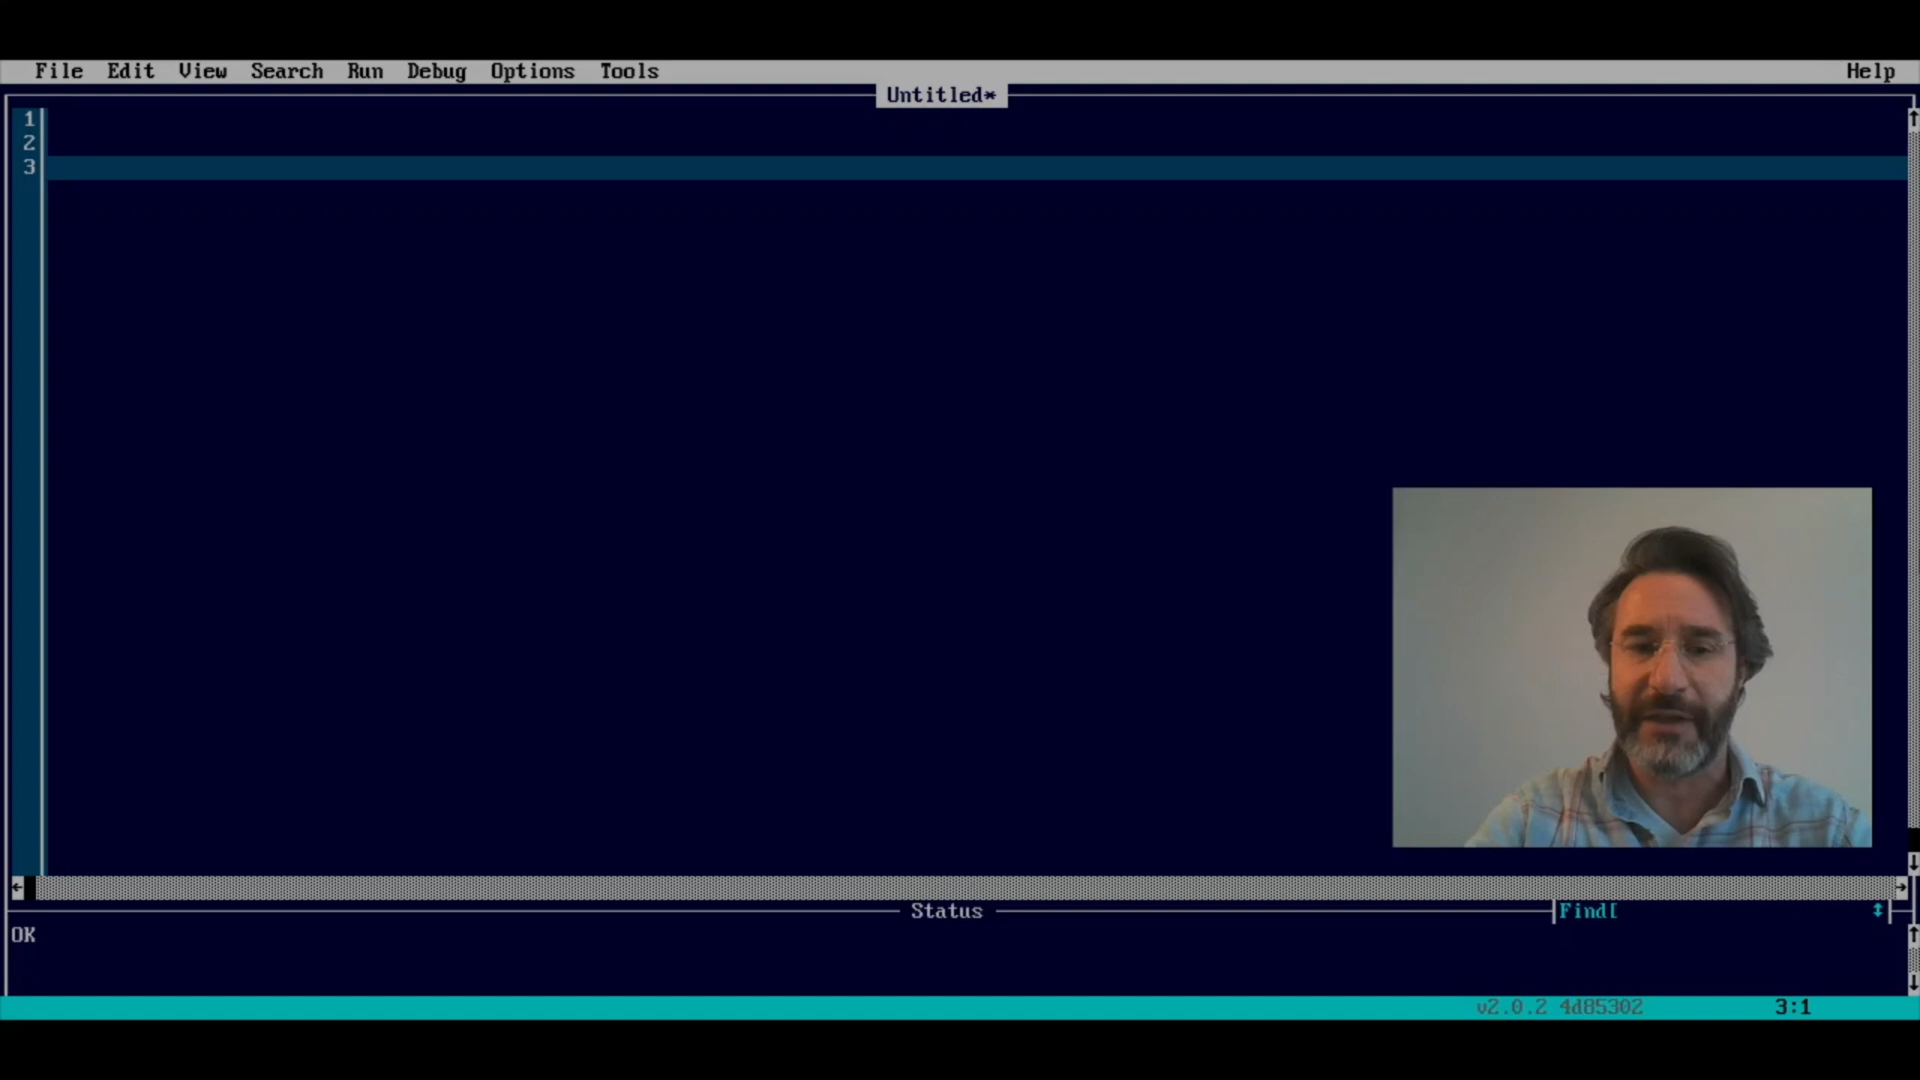 File Edit View Search Run Debug Options Tools Help
Untitled*
1
2
3
Status
Find[
OK
v2.0.2 4d85302 3:1